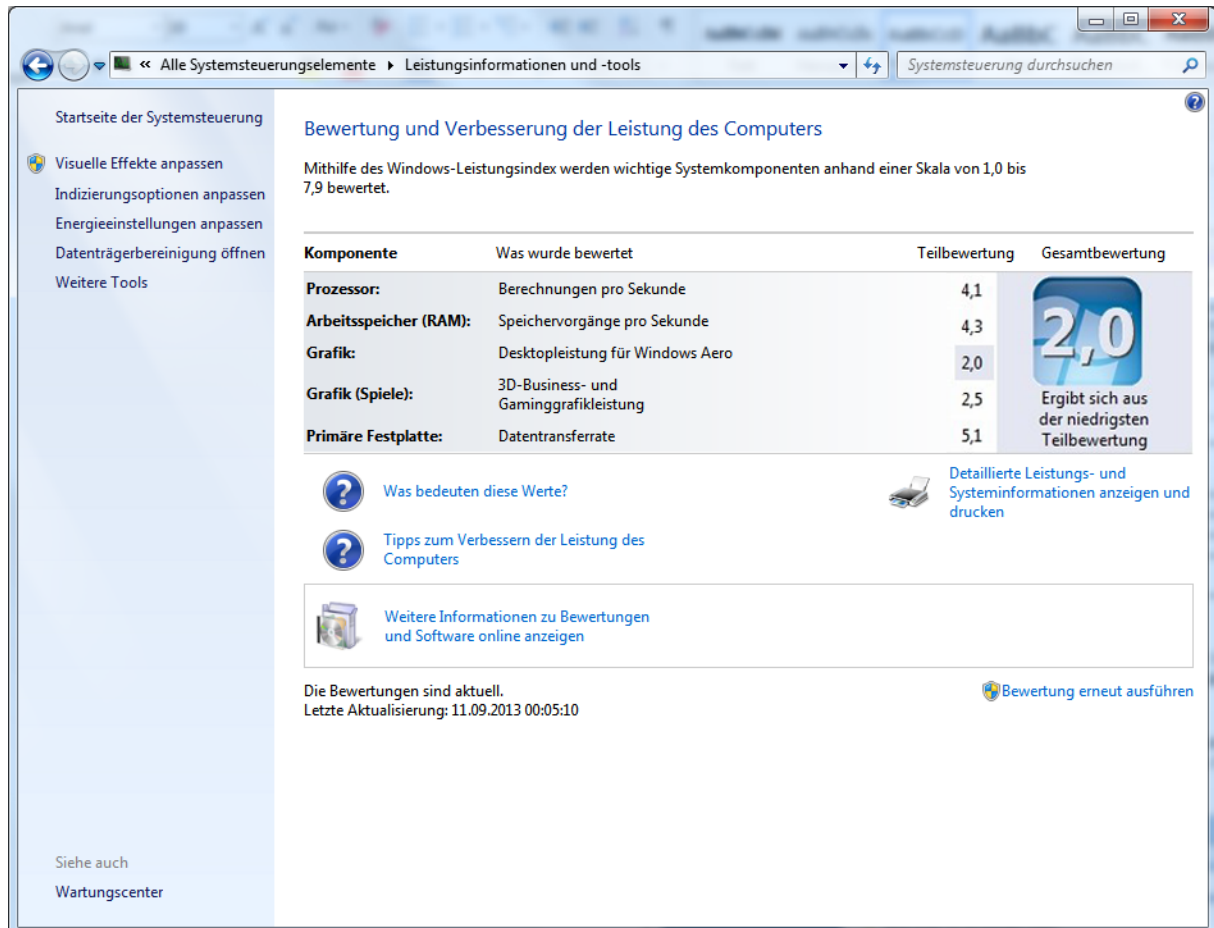 « Alle Systemsteuerungselemente ▸ Leistungsinformationen und -tools
Systemsteuerung durchsuchen
Startseite der Systemsteuerung
Visuelle Effekte anpassen
Indizierungsoptionen anpassen
Energieeinstellungen anpassen
Datenträgerbereinigung öffnen
Weitere Tools
Bewertung und Verbesserung der Leistung des Computers
Mithilfe des Windows-Leistungsindex werden wichtige Systemkomponenten anhand einer Skala von 1,0 bis
7,9 bewertet.
Komponente Was wurde bewertet Teilbewertung Gesamtbewertung
Prozessor: Berechnungen pro Sekunde 4,1
Arbeitsspeicher (RAM): Speichervorgänge pro Sekunde 4,3
Grafik: Desktopleistung für Windows Aero 2,0
Grafik (Spiele): 3D-Business- und
Gaminggrafikleistung 2,5
Primäre Festplatte: Datentransferrate 5,1
2,0
Ergibt sich aus
der niedrigsten
Teilbewertung
Was bedeuten diese Werte?
Detaillierte Leistungs- und
Systeminformationen anzeigen und
drucken
Tipps zum Verbessern der Leistung des
Computers
Weitere Informationen zu Bewertungen
und Software online anzeigen
Die Bewertungen sind aktuell.
Letzte Aktualisierung: 11.09.2013 00:05:10
Bewertung erneut ausführen
Siehe auch
Wartungscenter